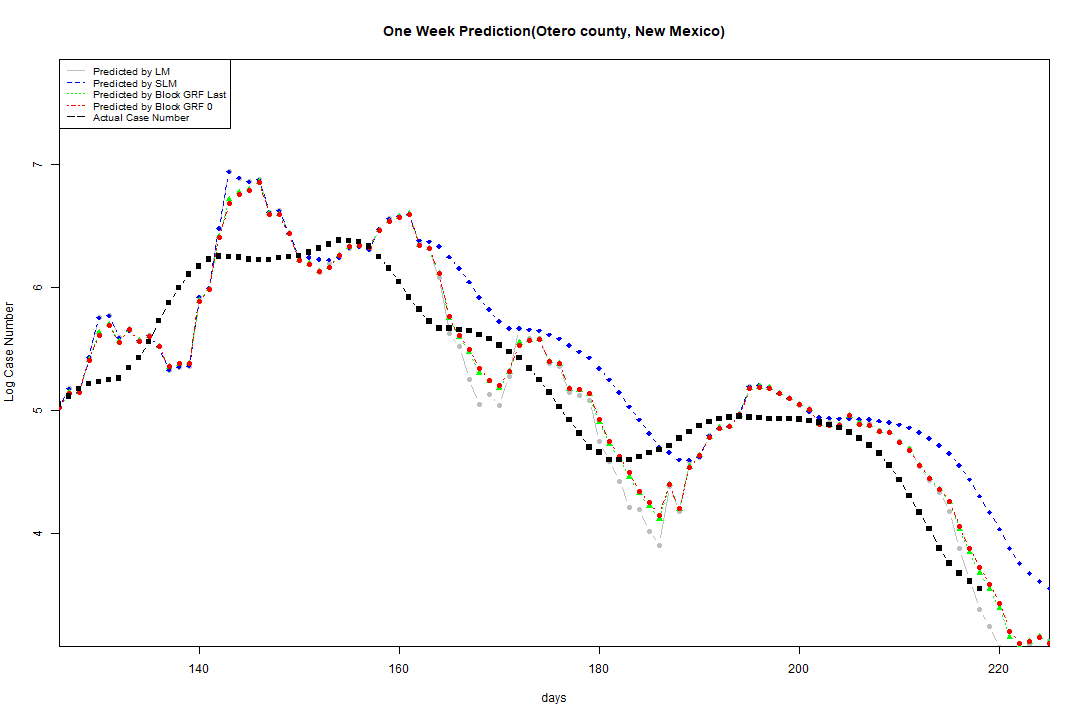 One Week Prediction(Otero county, New Mexico)
Predicted by LM
Predicted by SLM
Predicted by Block GRF Last
Predicted by Block GRF 0
Actual Case Number
Log Case Number
7
6
5
4
140 160 180 200 220
days